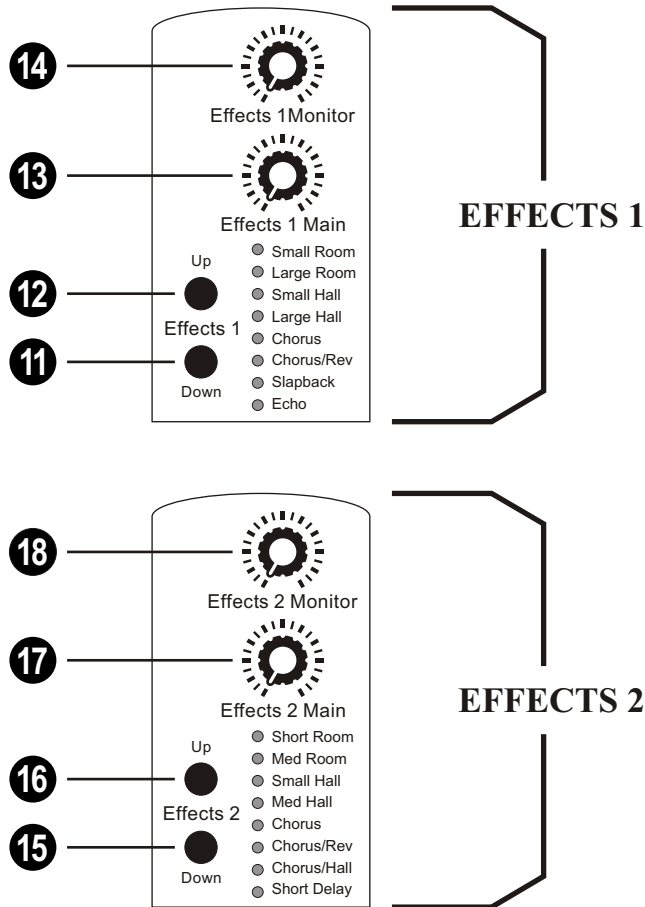 14
Effects 1Monitor
13
Effects 1 Main
EFFECTS 1
Small Room
Up
Large Room
12
Small Hall
Large Hall
Effects 1
Chorus
11
Chorus/Rev
Slapback
Down
Echo
18
Effects 2 Monitor
17
Effects 2 Main
EFFECTS 2
Short Room
Up
Med Room
16
Small Hall
Med Hall
Effects 2
Chorus
15
Chorus/Rev
Chorus/Hall
Down
Short Delay